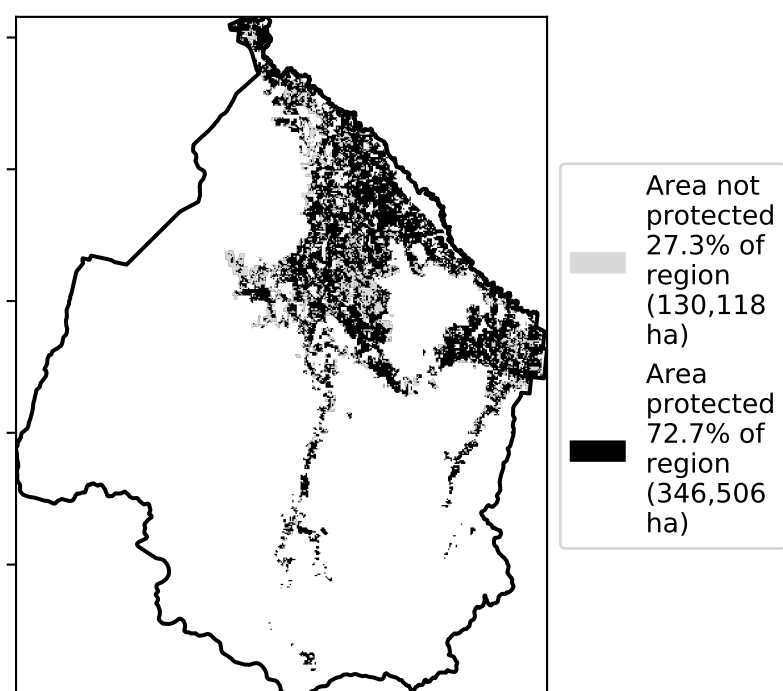 Area not
protected
27.3% of
region
(130,118
ha)
Area
protected
72.7% of
region
(346,506
ha)